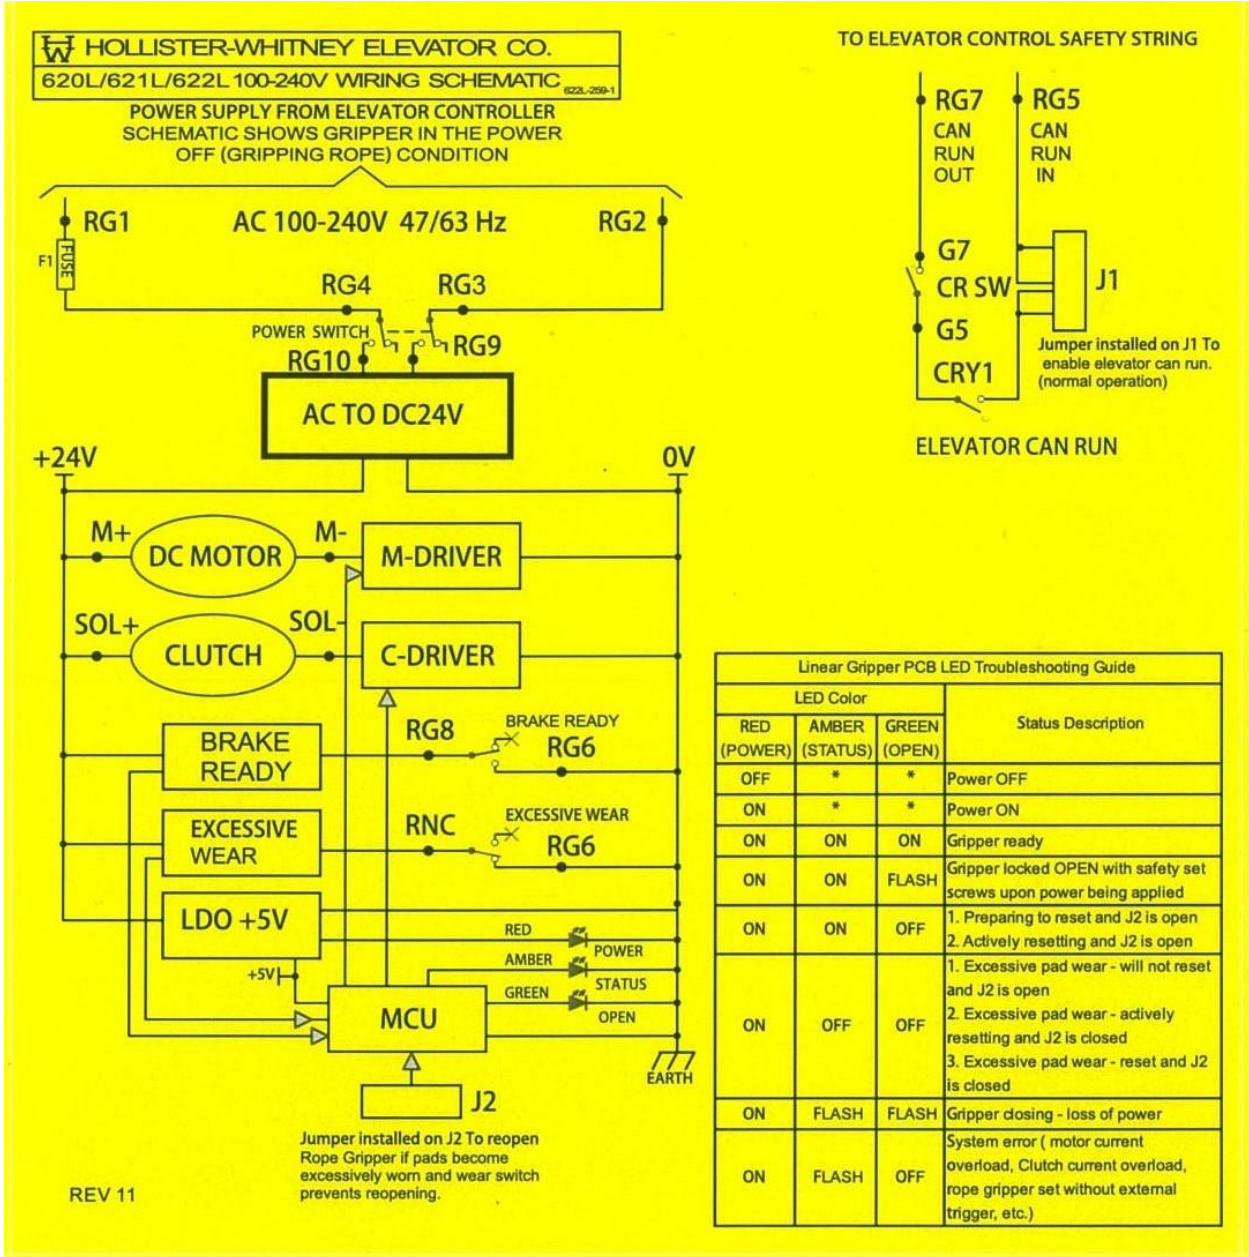 HOLLISTER-WHITNEY ELEVATOR CO.
620L/621L/622L 100-240V WIRING SCHEMATIC
622L-259-1
POWER SUPPLY FROM ELEVATOR CONTROLLER
SCHEMATIC SHOWS GRIPPER IN THE POWER
OFF (GRIPPING ROPE) CONDITION
RG1
AC 100-240V 47/63 Hz
RG2
F1
FUSE
RG4
RG3
POWER SWITCH
RG10
RG9
AC TO DC24V
+24V
0V
M+
DC MOTOR
M-
M-DRIVER
SOL+
CLUTCH
SOL-
C-DRIVER
BRAKE
READY
RG8
BRAKE READY
RG6
EXCESSIVE
WEAR
RNC
EXCESSIVE WEAR
RG6
LDO +5V
RED
POWER
AMBER
STATUS
+5V
GREEN
OPEN
MCU
EARTH
J2
Jumper installed on J2 To reopen
Rope Gripper if pads become
excessively worn and wear switch
prevents reopening.
REV 11
TO ELEVATOR CONTROL SAFETY STRING
RG7
CAN
RUN
OUT
RG5
CAN
RUN
IN
G7
CR SW
J1
G5
Jumper installed on J1 To
enable elevator can run.
(normal operation)
CRY1
ELEVATOR CAN RUN
Linear Gripper PCB LED Troubleshooting Guide
LED Color
Status Description
RED
(POWER)
AMBER
(STATUS)
GREEN
(OPEN)
OFF * * Power OFF
ON * * Power ON
ON ON ON Gripper ready
ON ON FLASH Gripper locked OPEN with safety set
screws upon power being applied
ON ON OFF 1. Preparing to reset and J2 is open
2. Actively resetting and J2 is open
ON OFF OFF 1. Excessive pad wear - will not reset
and J2 is open
2. Excessive pad wear - actively
resetting and J2 is closed
3. Excessive pad wear - reset and J2
is closed
ON FLASH FLASH Gripper closing - loss of power
ON FLASH OFF System error ( motor current
overload, Clutch current overload,
rope gripper set without external
trigger, etc.)